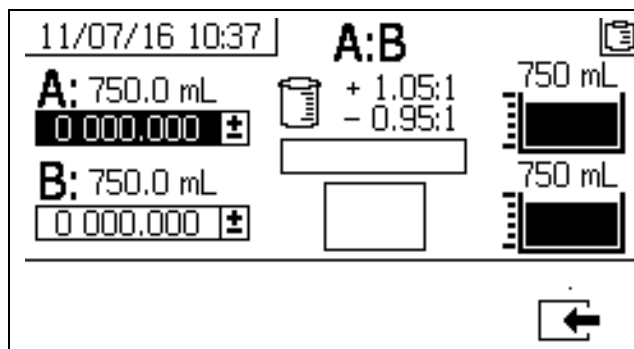 11/07/16 10:37
A:B
A: 750.0 mL
0 000.000 ±
+ 1.05:1
- 0.95:1
750 mL
B: 750.0 mL
0 000.000 ±
750 mL